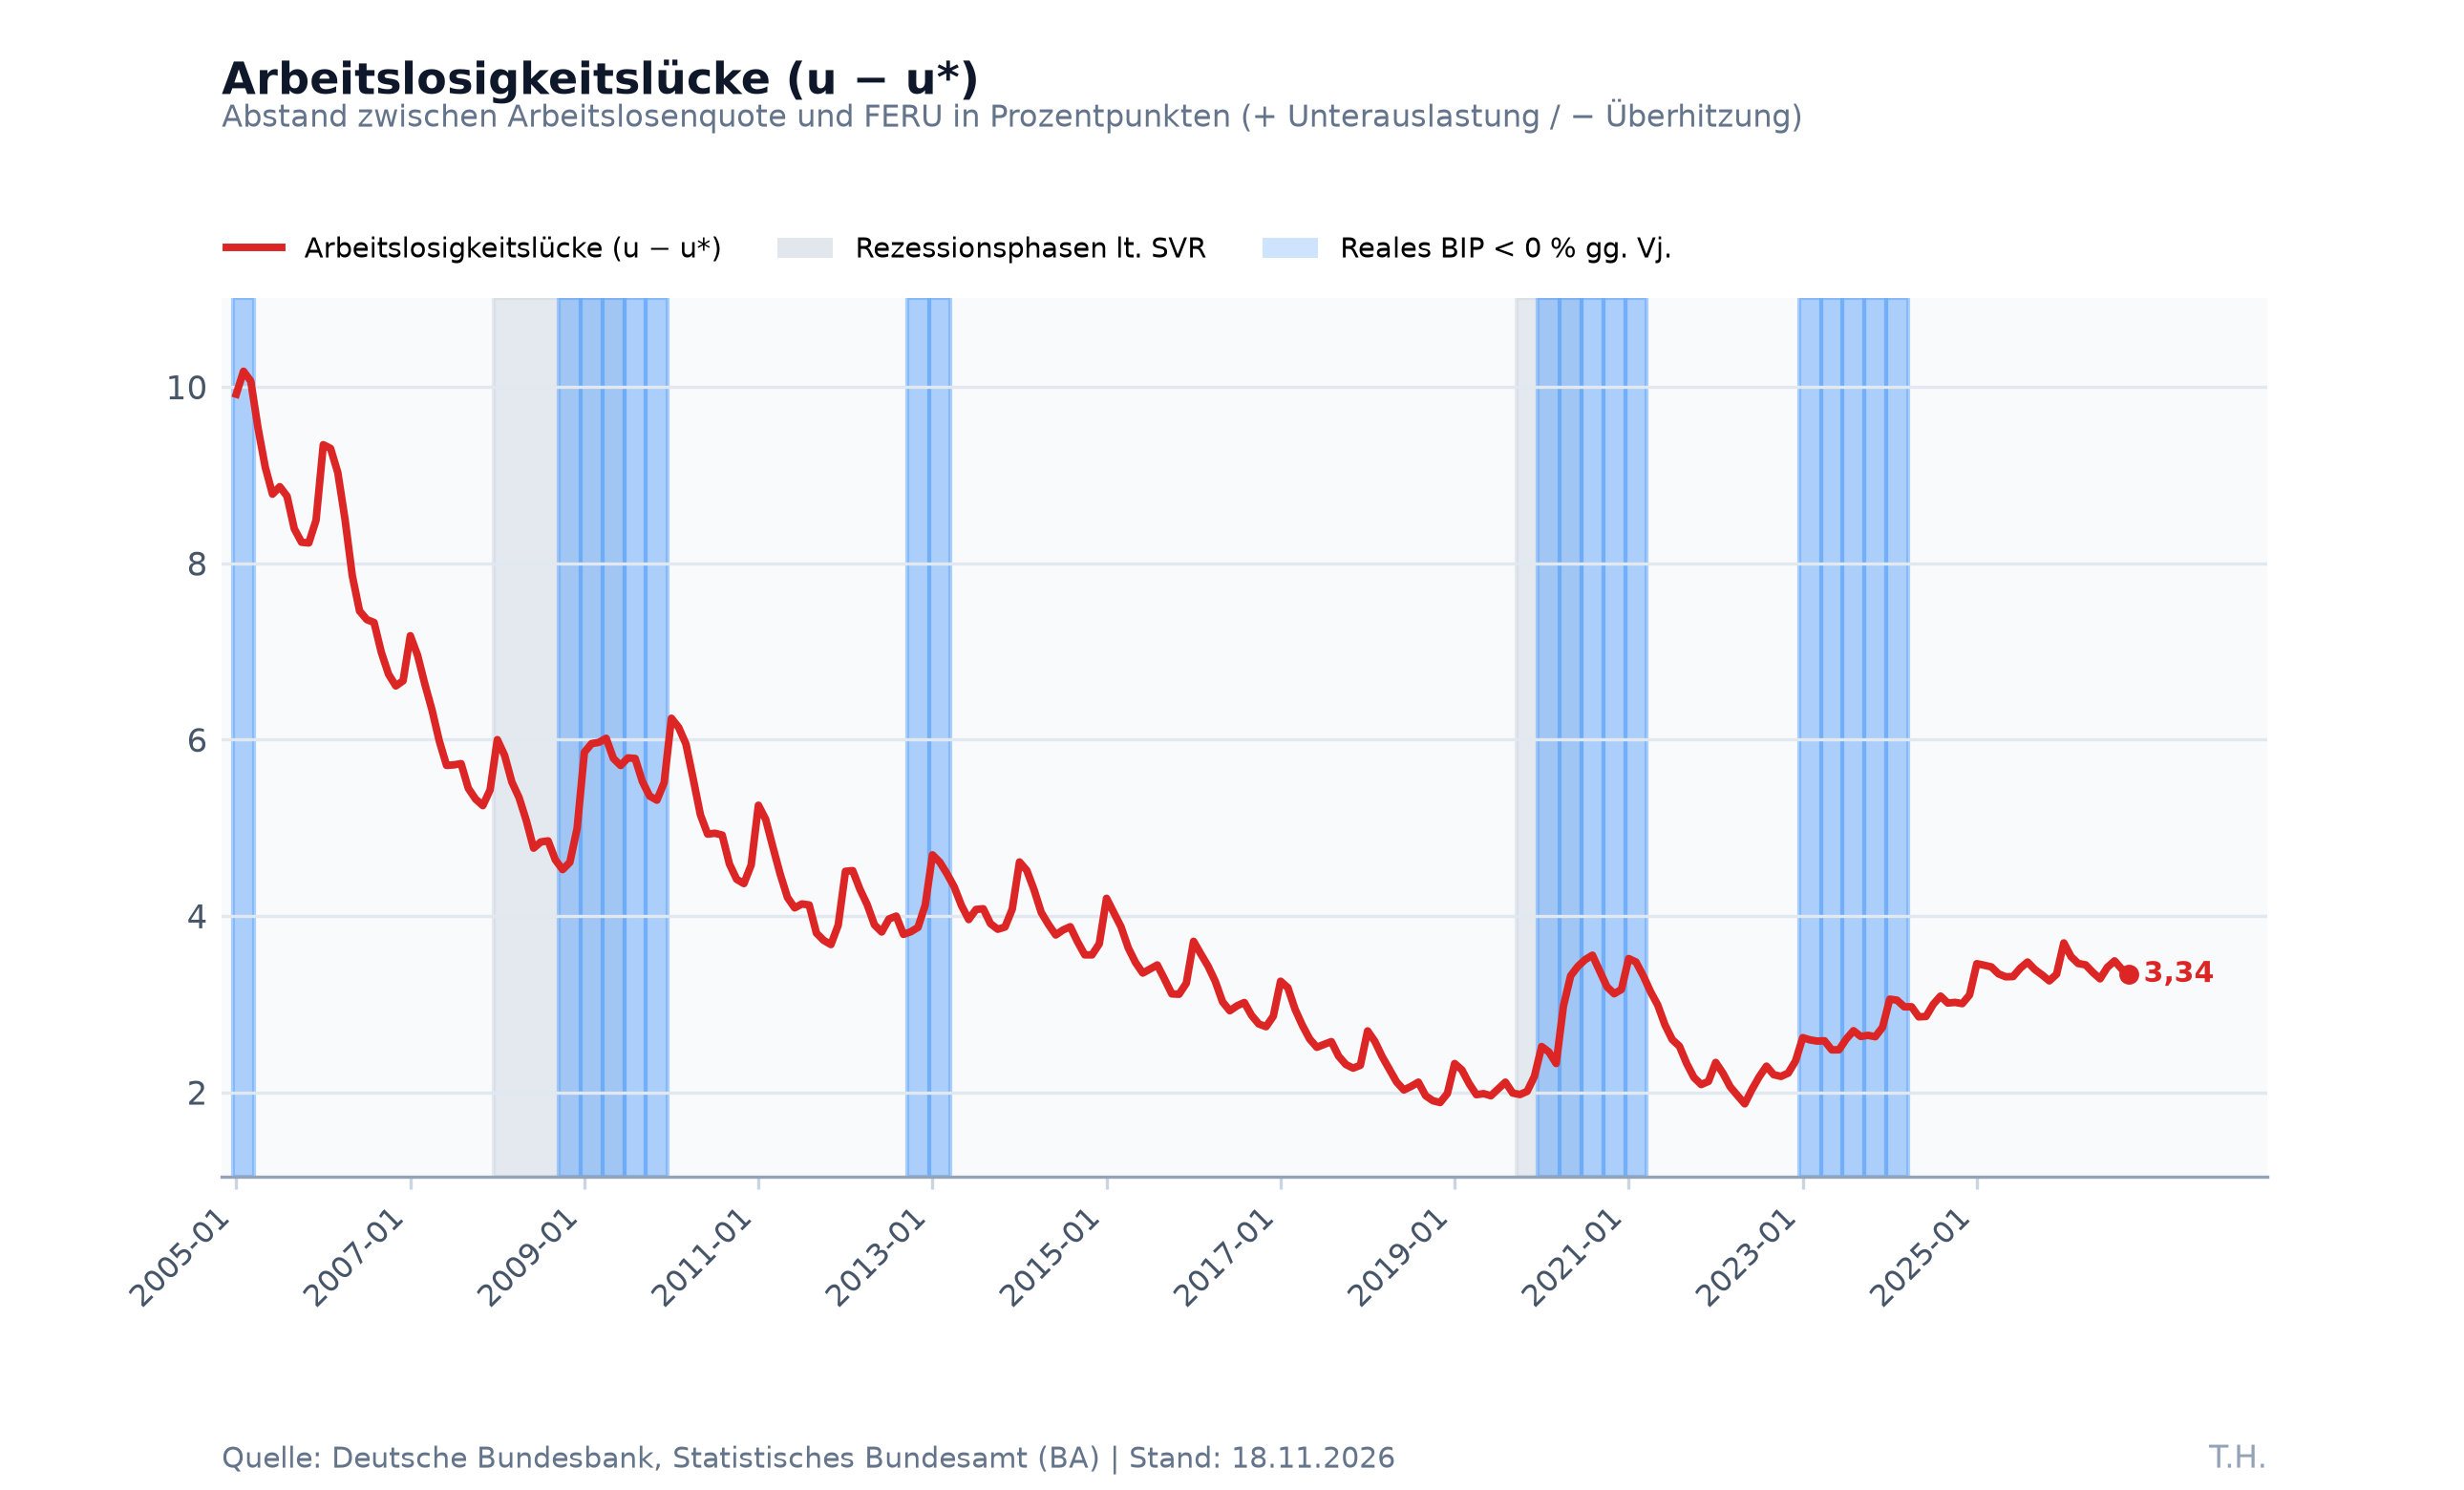 Arbeitslosigkeitslücke (u − u*)
Abstand zwischen Arbeitslosenquote und FERU in Prozentpunkten (+ Unterauslastung / − Überhitzung)
Arbeitslosigkeitslücke (u − u*) Rezessionsphasen lt. SVR Reales BIP < 0 % gg. Vj.
10
8
6
4
2
3,34
2005-01 2007-01 2009-01 2011-01 2013-01 2015-01 2017-01 2019-01 2021-01 2023-01 2025-01
Quelle: Deutsche Bundesbank, Statistisches Bundesamt (BA) | Stand: 18.11.2026
T.H.